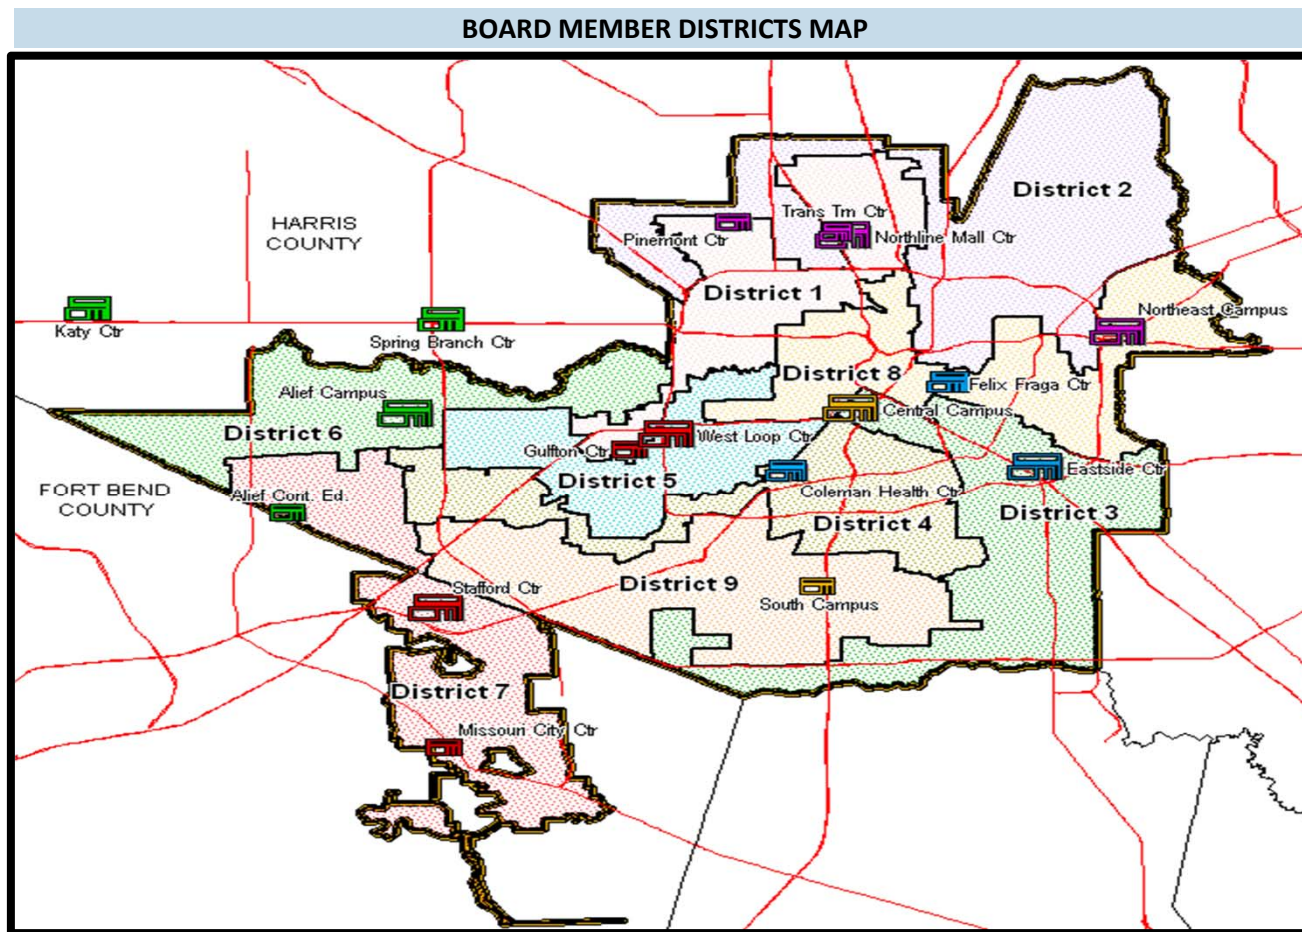 BOARD MEMBER DISTRICTS MAP
District 2
HARRIS
COUNTY
Trans Trn Ctr
Pinemont Ctr
Northline Mall Ctr
District 1
Katy Ctr
Spring Branch Ctr
Northeast Campus
District 8
Felix Fraga Ctr
Alief Campus
Central Campus
District 6
West Loop Ctr
Gulfton Ctr
District 5
Eastside Ctr
FORT BEND
COUNTY
Alief Cont. Ed.
Coleman Health Ctr
District 3
District 4
District 9
Stafford Ctr
South Campus
District 7
Missouri City Ctr